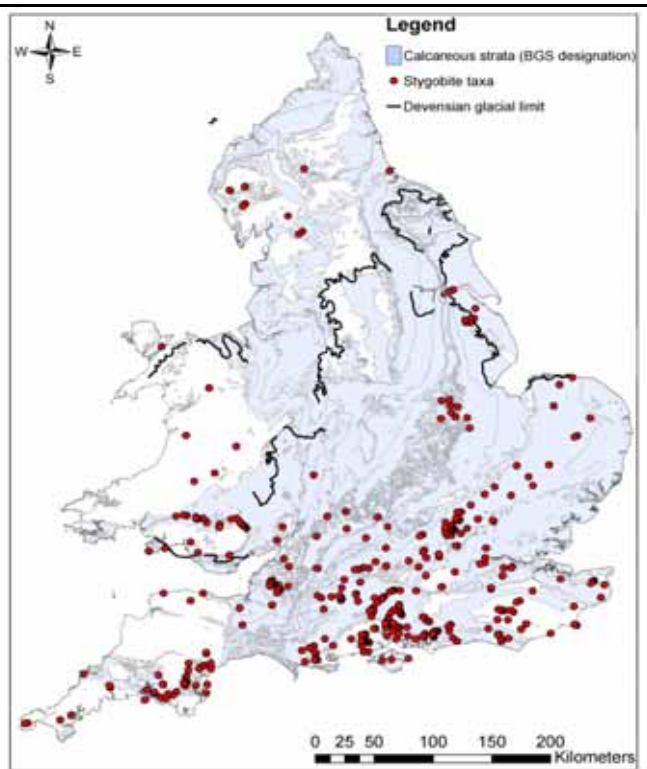 N
W E
S
Legend
Calcareous strata (BGS designation)
Stygobite taxa
Devensian glacial limit
0 25 50 100 150 200
Kilometers